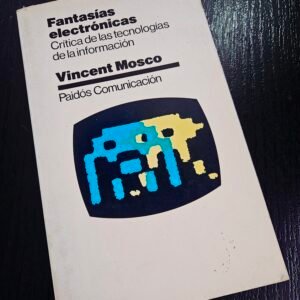 Fantasías
electrónicas
Crítica de las tecnologías
de la información
Vincent Mosco
Paidós Comunicación